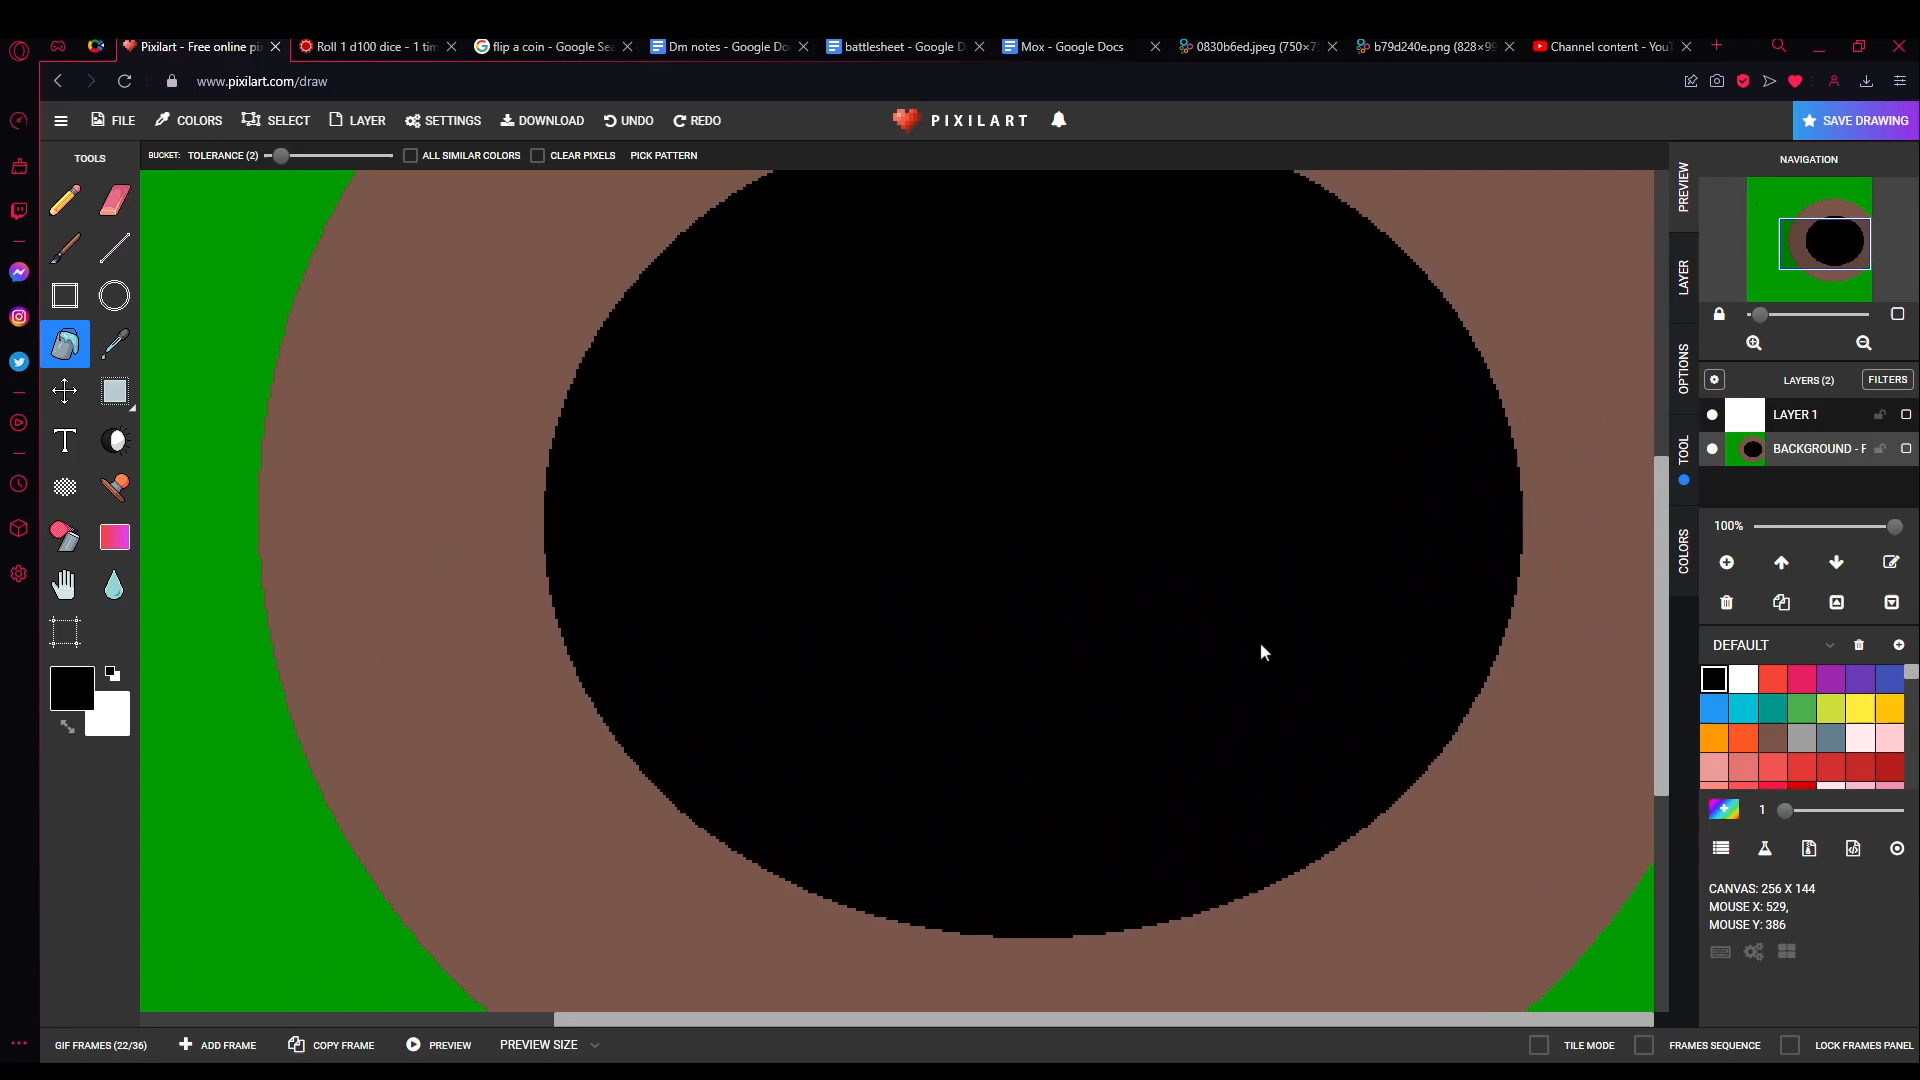 Pixilart - Free online pi
Roll 1 d100 dice - 1 tim
flip a coin - Google Se
Dm notes - Google Do
battlesheet - Google D
Mox - Google Docs
0830b6ed.jpeg (750×7
b79d240e.png (828×99
Channel content - YouT
www.pixilart.com/draw
FILE
COLORS
SELECT
LAYER
SETTINGS
DOWNLOAD
UNDO
REDO
PIXILART
SAVE DRAWING
TOOLS
BUCKET: TOLERANCE (2)
ALL SIMILAR COLORS
CLEAR PIXELS
PICK PATTERN
PREVIEW
LAYER
OPTIONS
TOOL
COLORS
NAVIGATION
LAYERS (2)
FILTERS
LAYER 1
BACKGROUND - F
100%
DEFAULT
1
CANVAS: 256 X 144
MOUSE X: 529,
MOUSE Y: 386
GIF FRAMES (22/36)
ADD FRAME
COPY FRAME
PREVIEW
PREVIEW SIZE
TILE MODE
FRAMES SEQUENCE
LOCK FRAMES PANEL